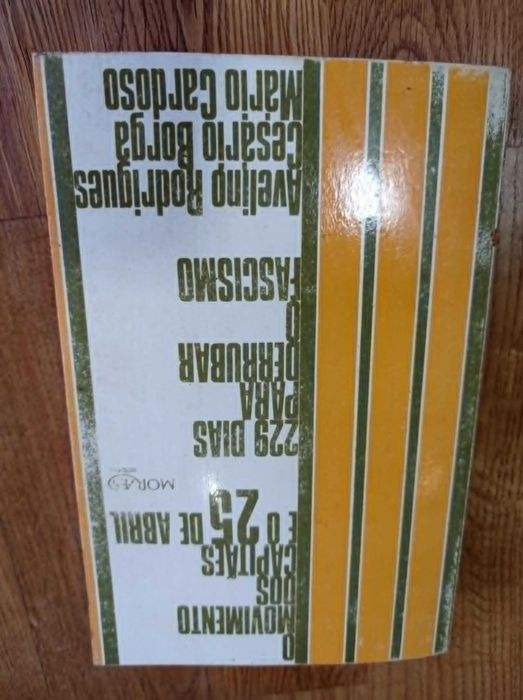 O
MOVIMENTO
DOS
CAPITÃES
E O 25 DE ABRIL
MORAES
229 DIAS
PARA
DERRUBAR
O
FASCISMO
Avelino Rodrigues
Cesário Borga
Mário Cardoso